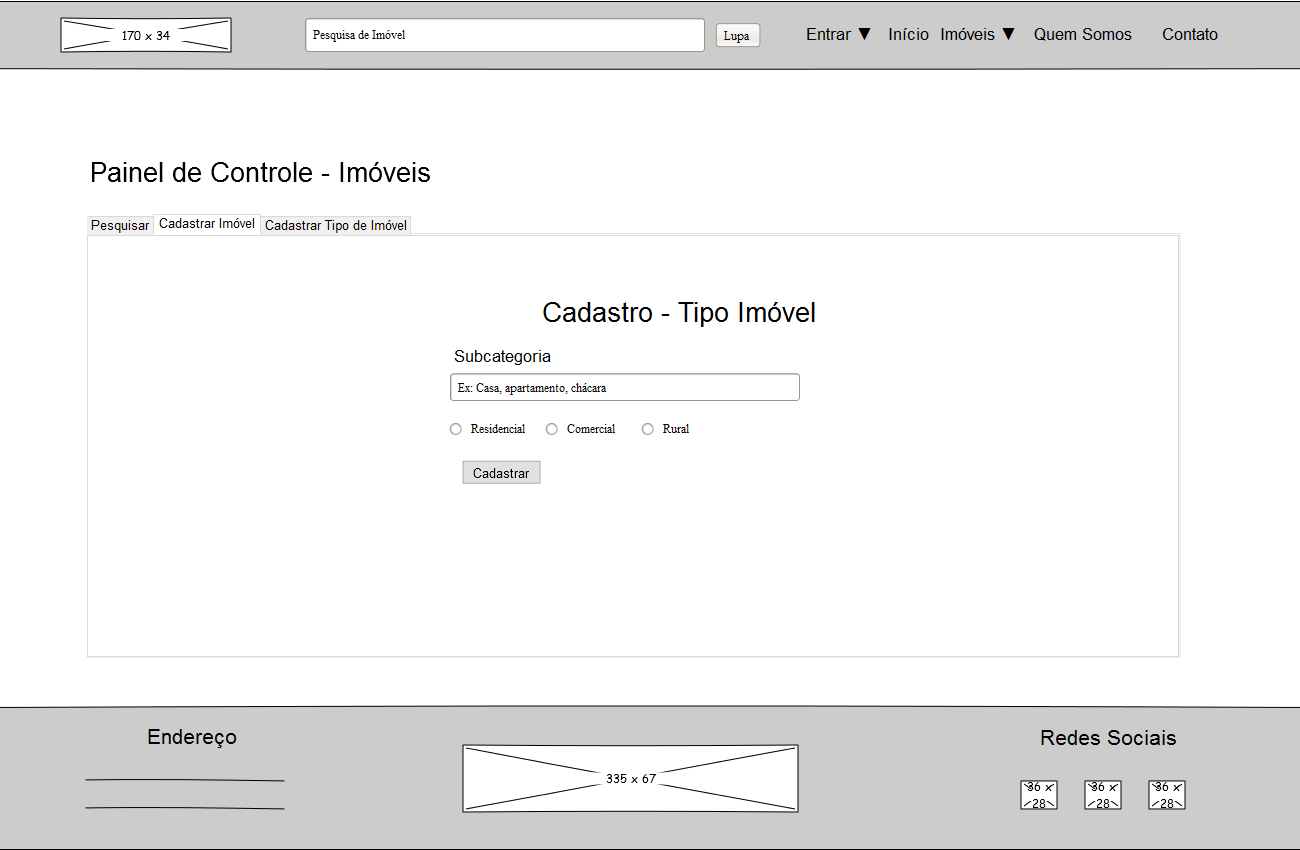 170 x 34
Pesquisa de Imóvel
Lupa
Entrar ▼ Início Imóveis ▼ Quem Somos Contato
Painel de Controle - Imóveis
Pesquisar Cadastrar Imóvel Cadastrar Tipo de Imóvel
Cadastro - Tipo Imóvel
Subcategoria
Ex: Casa, apartamento, chácara
Residencial Comercial Rural
Cadastrar
Endereço
335 x 67
Redes Sociais
36 x 28
36 x 28
36 x 28